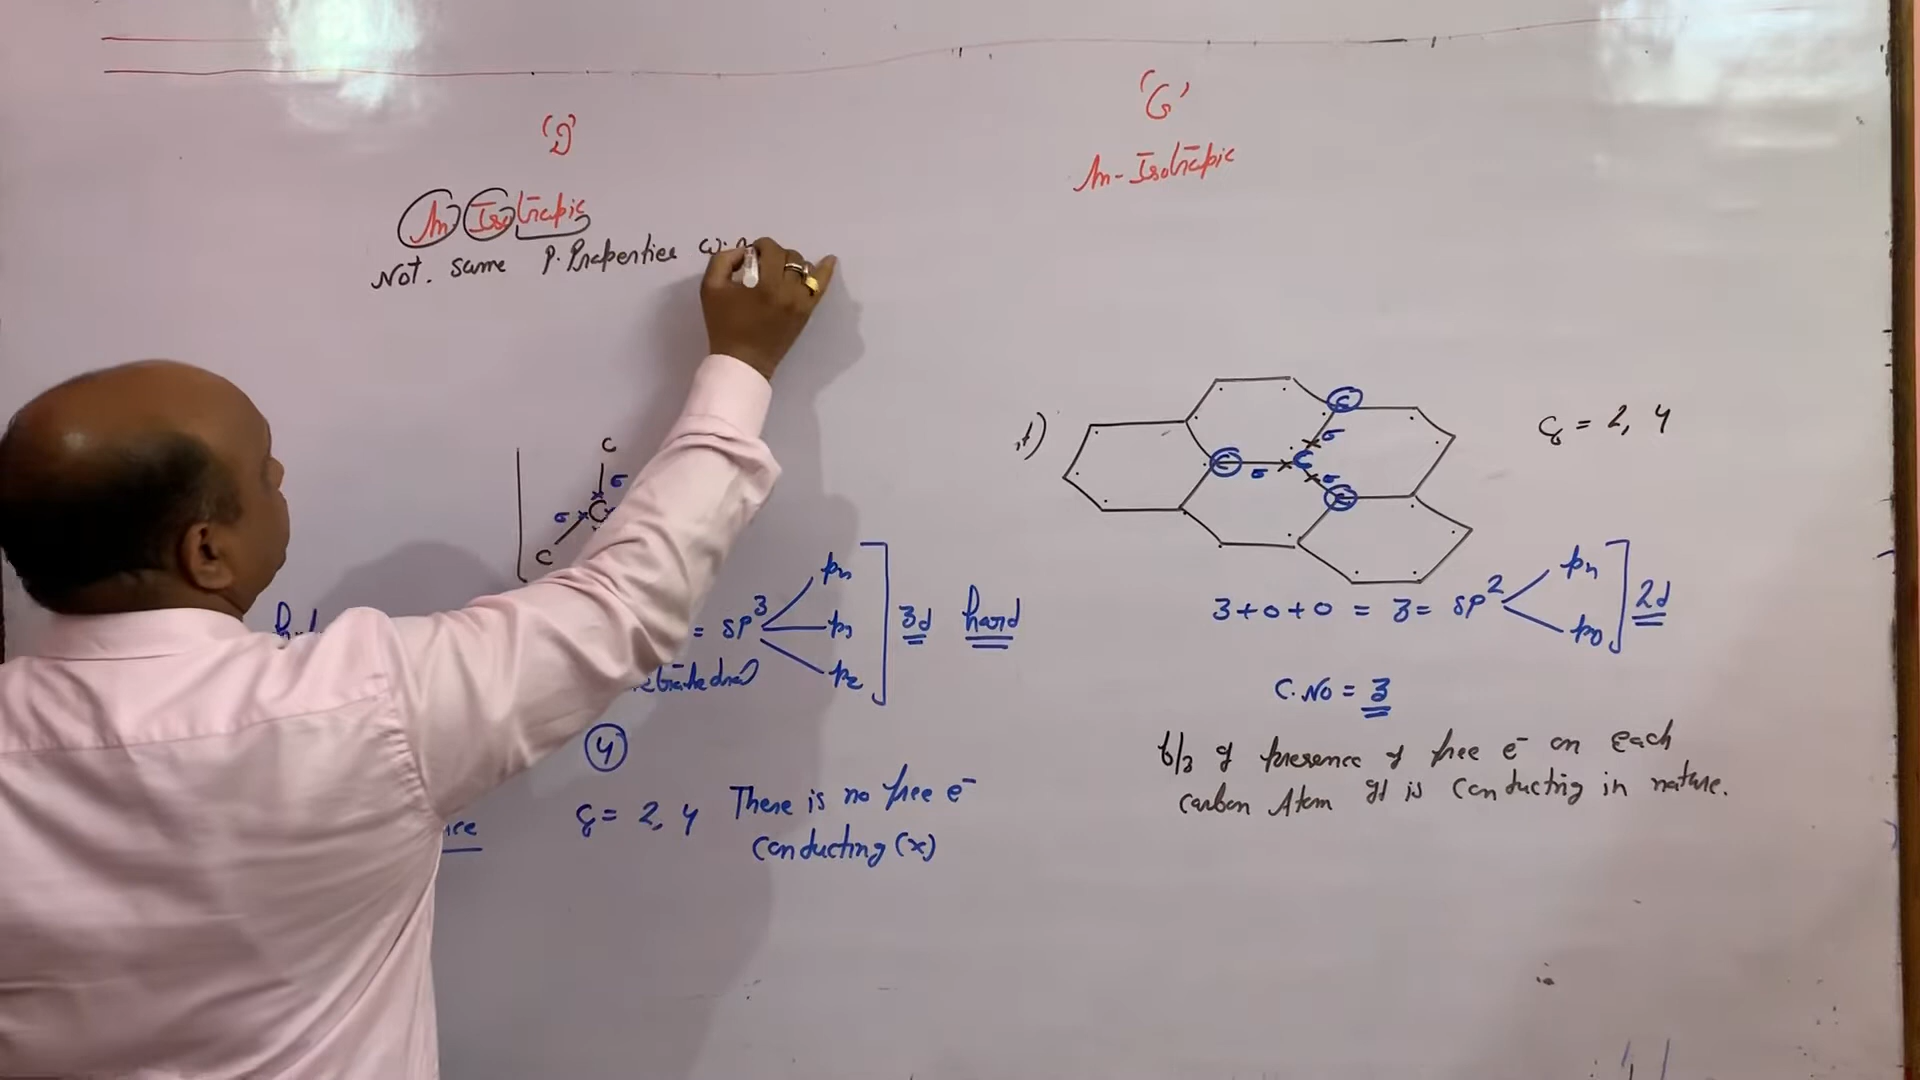 'D'
An Isotropic
Not. same P. Properties
C
σ
σ C
C
= SP³
px
py
pz
3d hard
4
C₆ = 2, 4 There is no free e⁻
Conducting (x)
'G'
An-Isotropic
C
σ
C σ C
σ
C
C₆ = 2, 4
3+0+0 = 3 = SP²
px
py
2d
C.No = 3
b/z of presence of free e⁻ on each
carbon Atom It is Conducting in nature.